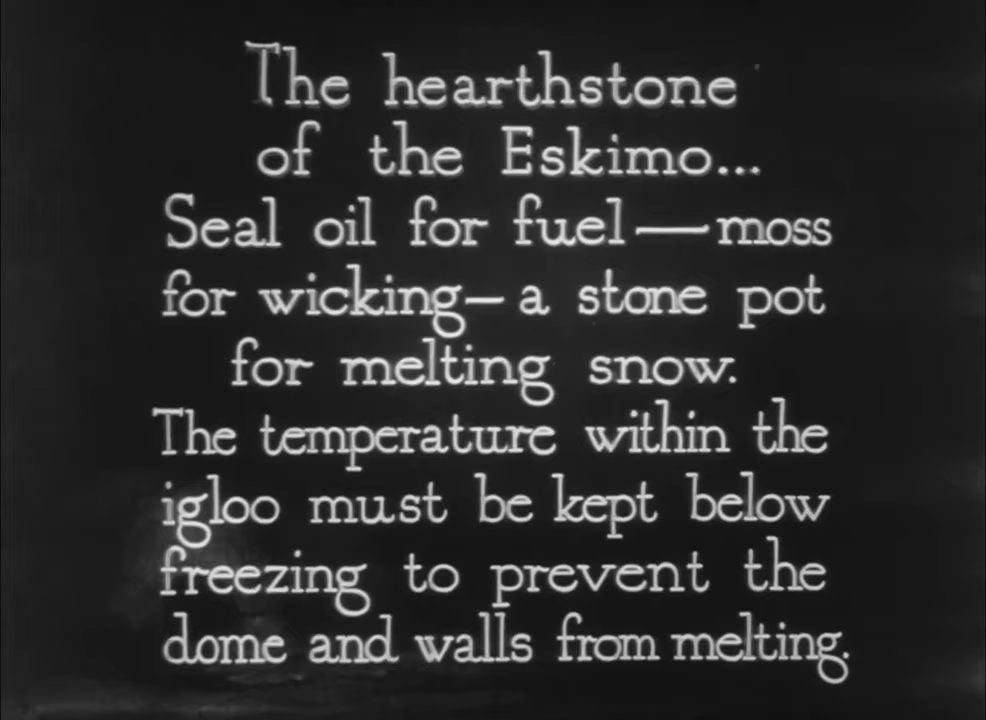 The hearthstone
of the Eskimo...
Seal oil for fuel—moss
for wicking—a stone pot
for melting snow.
The temperature within the
igloo must be kept below
freezing to prevent the
dome and walls from melting.